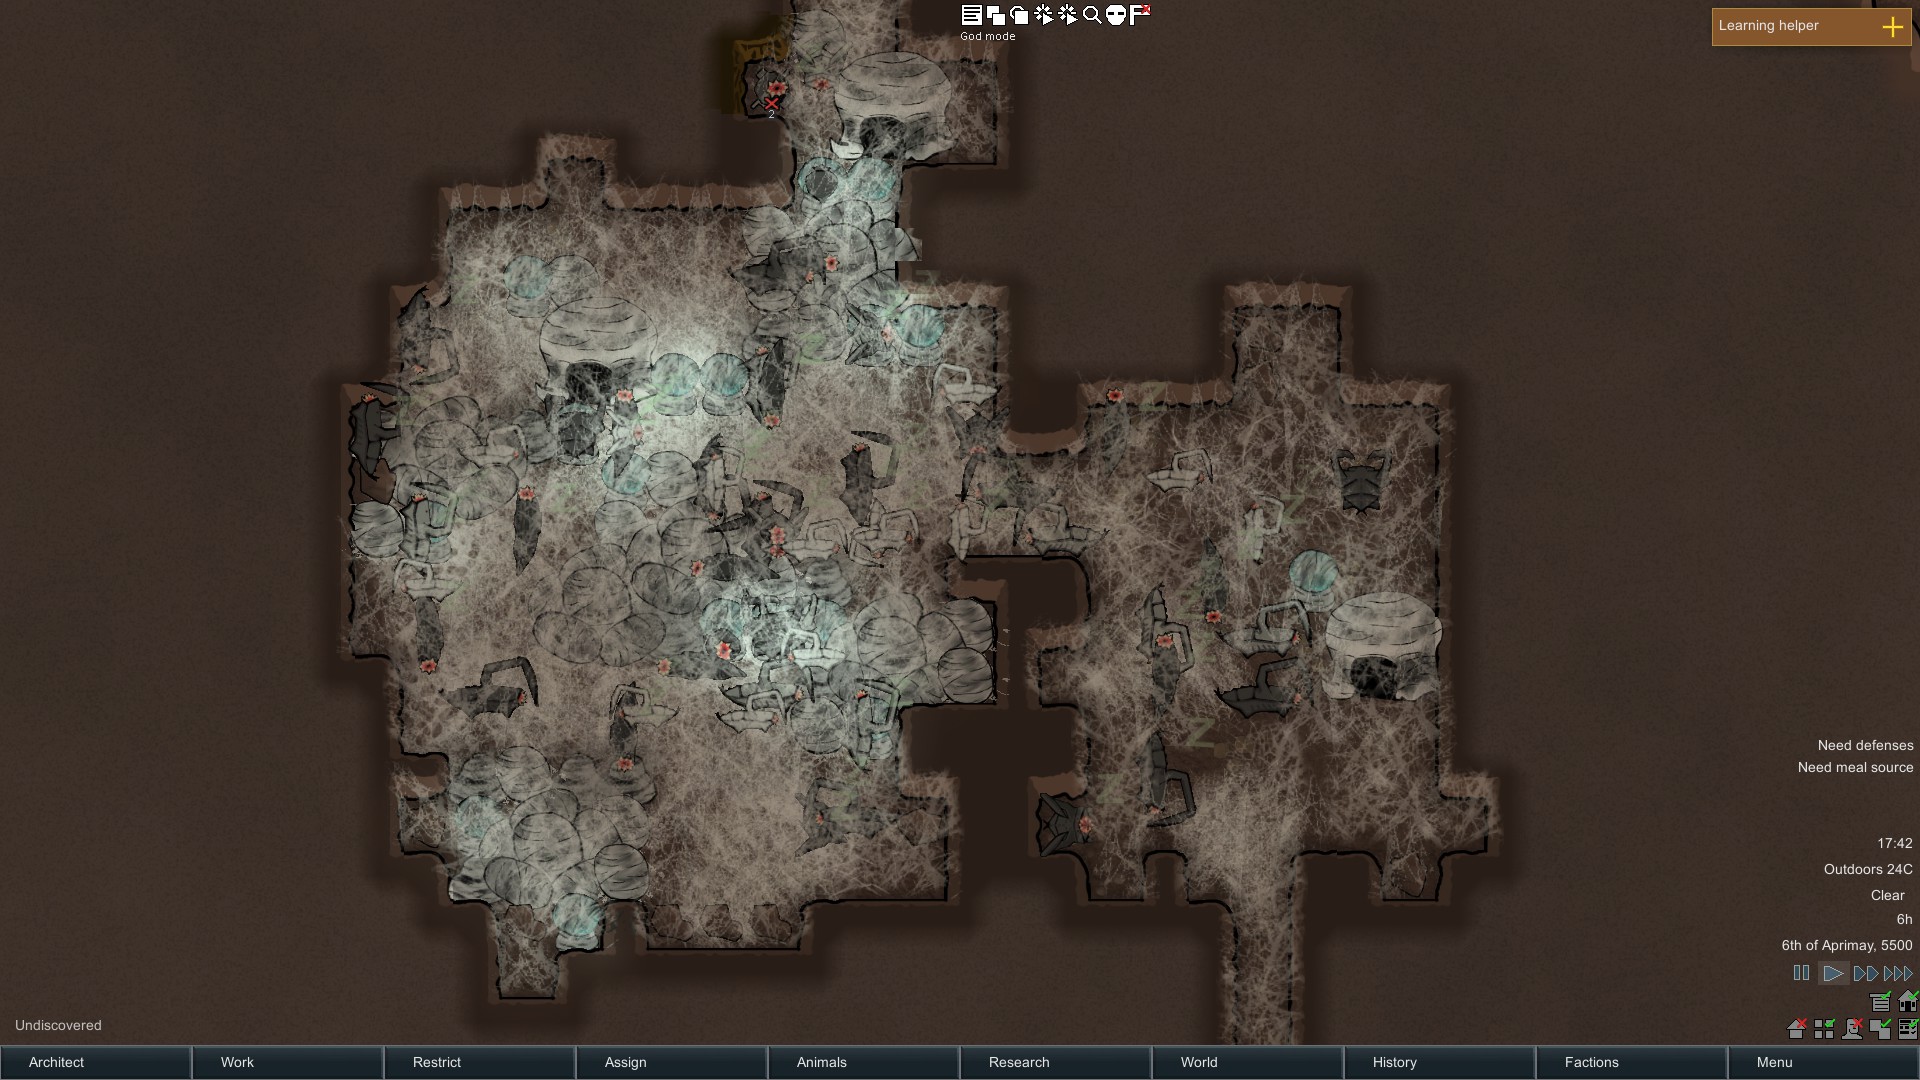 God mode
Learning helper
2
Need defenses
Need meal source
17:42
Outdoors 24C
Clear
6h
6th of Aprimay, 5500
Undiscovered
Architect
Work
Restrict
Assign
Animals
Research
World
History
Factions
Menu